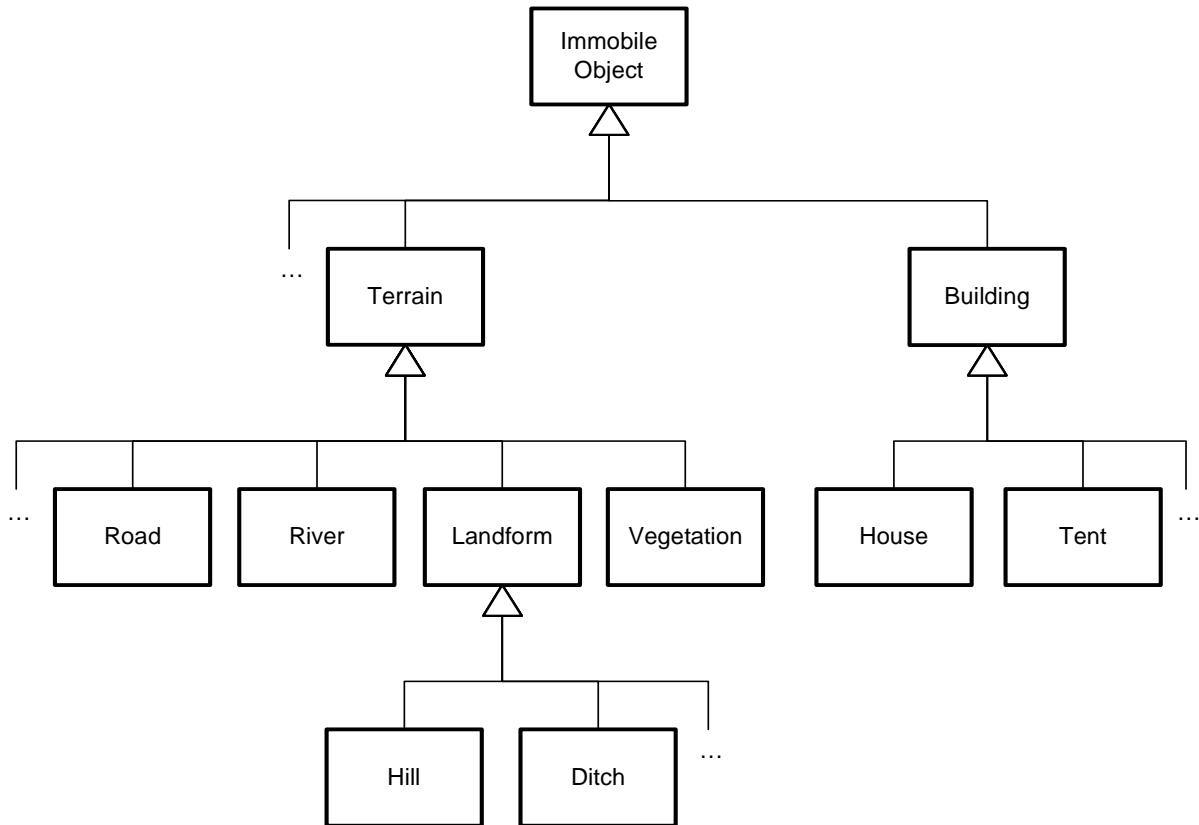 Immobile
Object
…
Terrain
Building
…
Road
River
Landform
Vegetation
House
Tent
…
Hill
Ditch
…